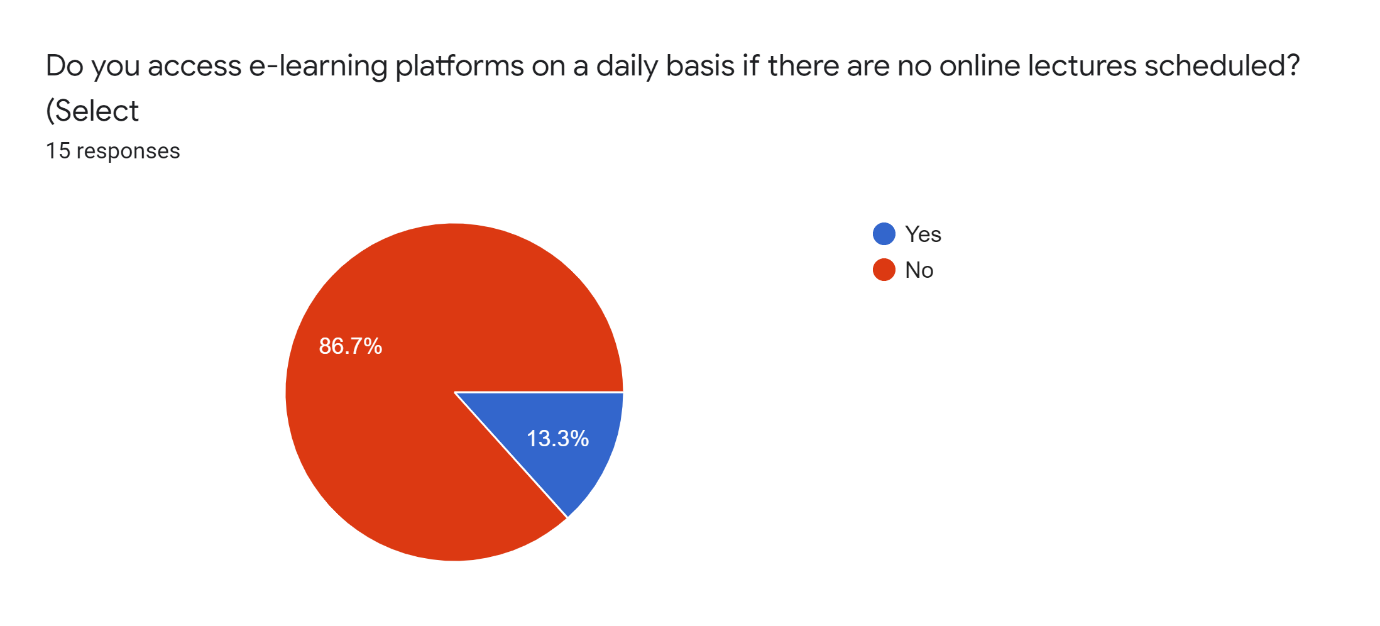 Do you access e-learning platforms on a daily basis if there are no online lectures scheduled?
(Select
15 responses
Yes
No
86.7%
13.3%